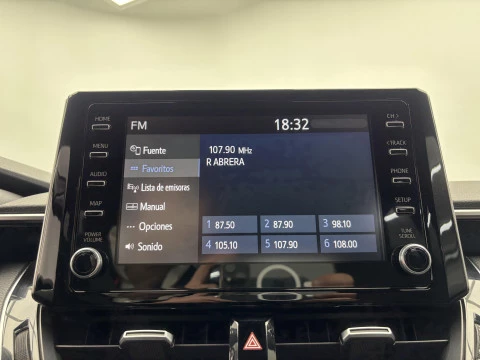 FM 18:32
HOME
MENU
AUDIO
MAP
POWER
VOLUME
Fuente
Favoritos
Lista de emisoras
Manual
Opciones
Sonido
107.90 MHz
R ABRERA
1 87.50 2 87.90 3 98.10
4 105.10 5 107.90 6 108.00
CH >
< TRACK
PHONE
SETUP
TUNE
SCROLL